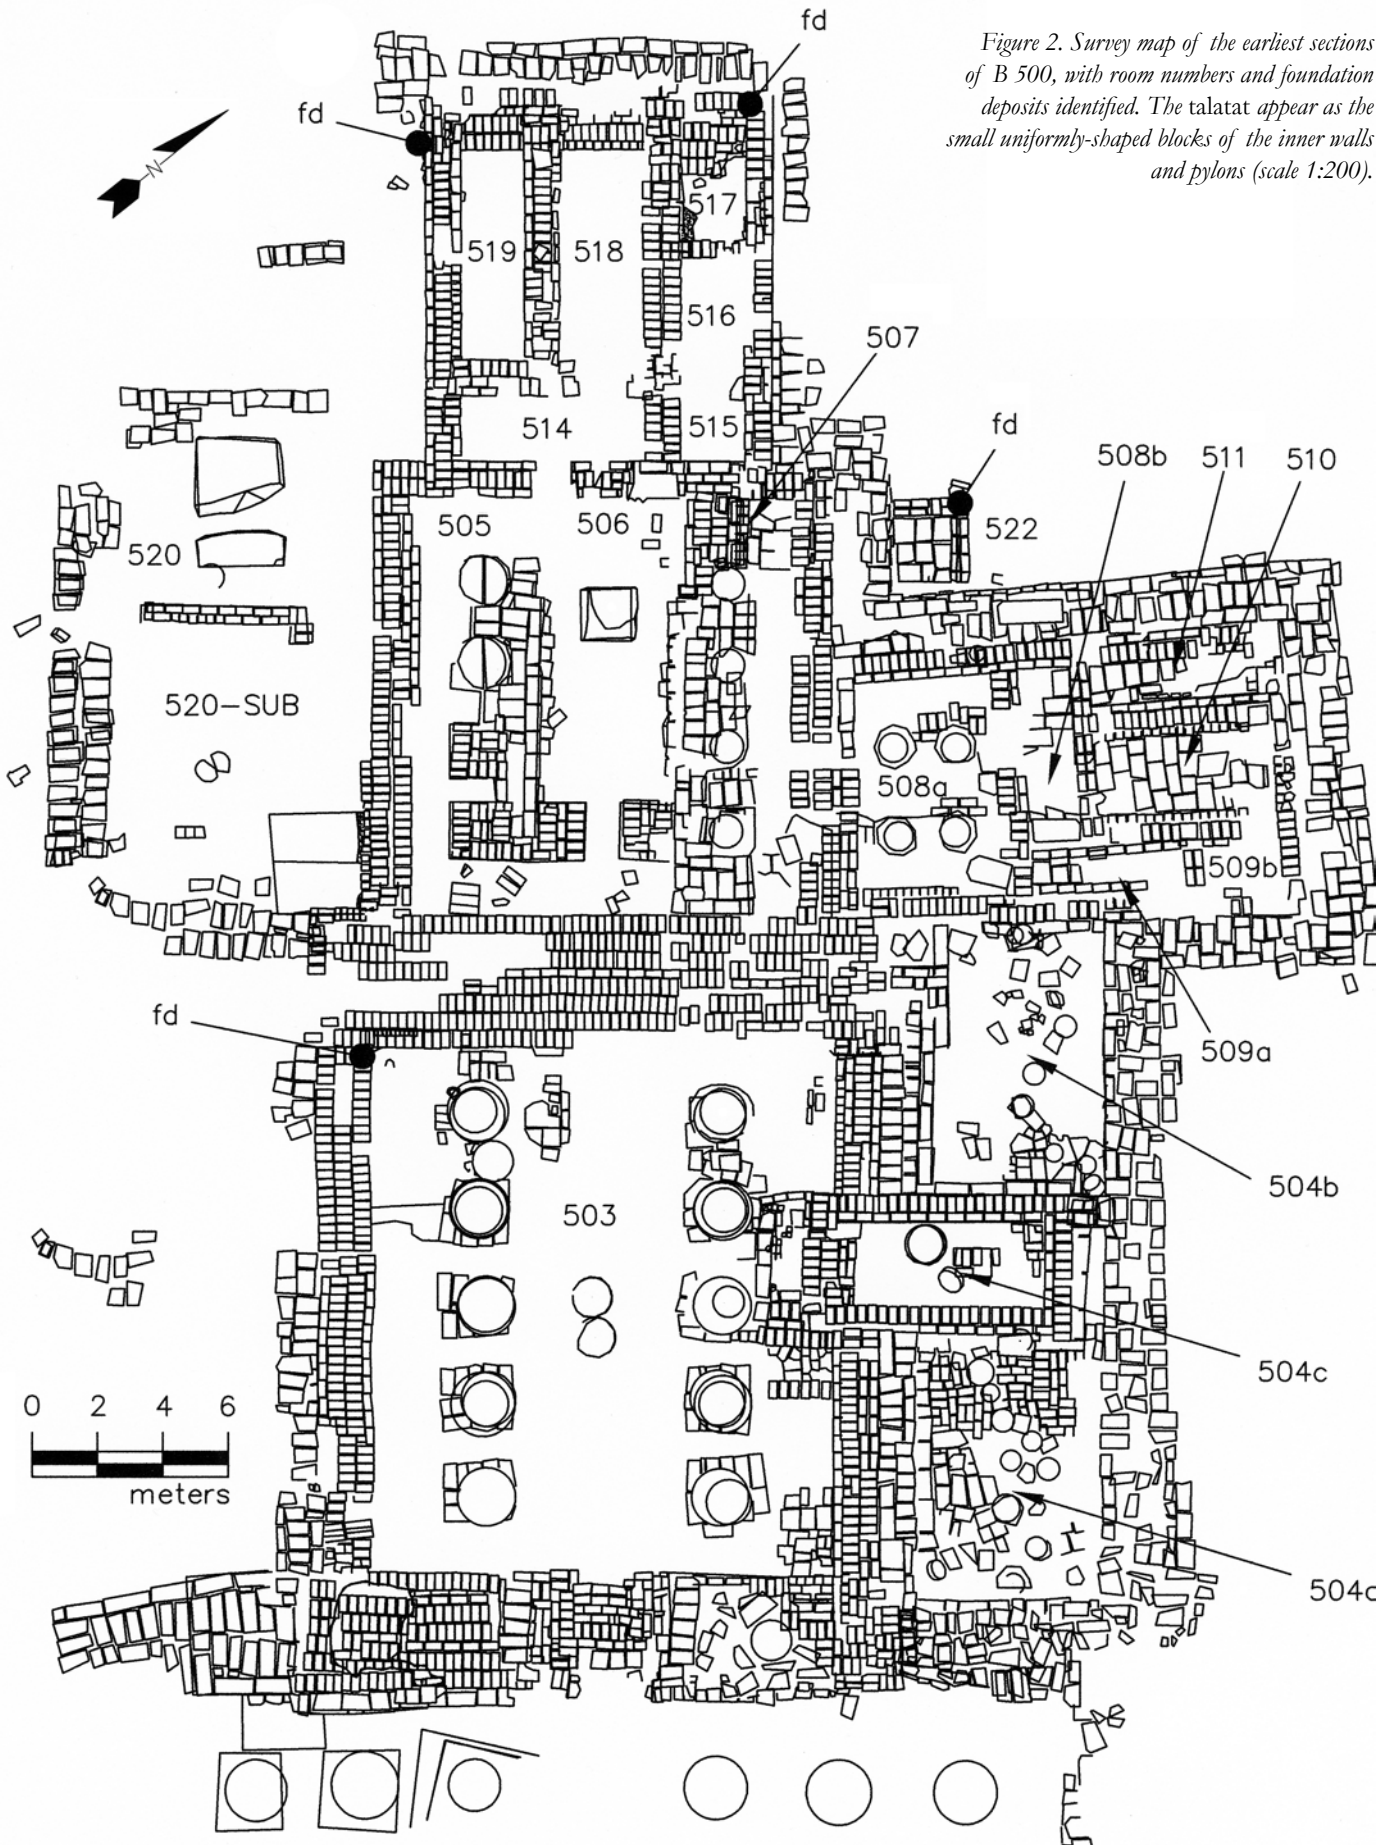 fd
Figure 2. Survey map of the earliest sections
of B 500, with room numbers and foundation
deposits identified. The talatat appear as the
small uniformly-shaped blocks of the inner walls
and pylons (scale 1:200).
fd
N
517
519
518
516
507
514
515
fd
508b
511
510
505
506
522
520
520-SUB
508a
509b
fd
509a
504b
503
504c
0 2 4 6
meters